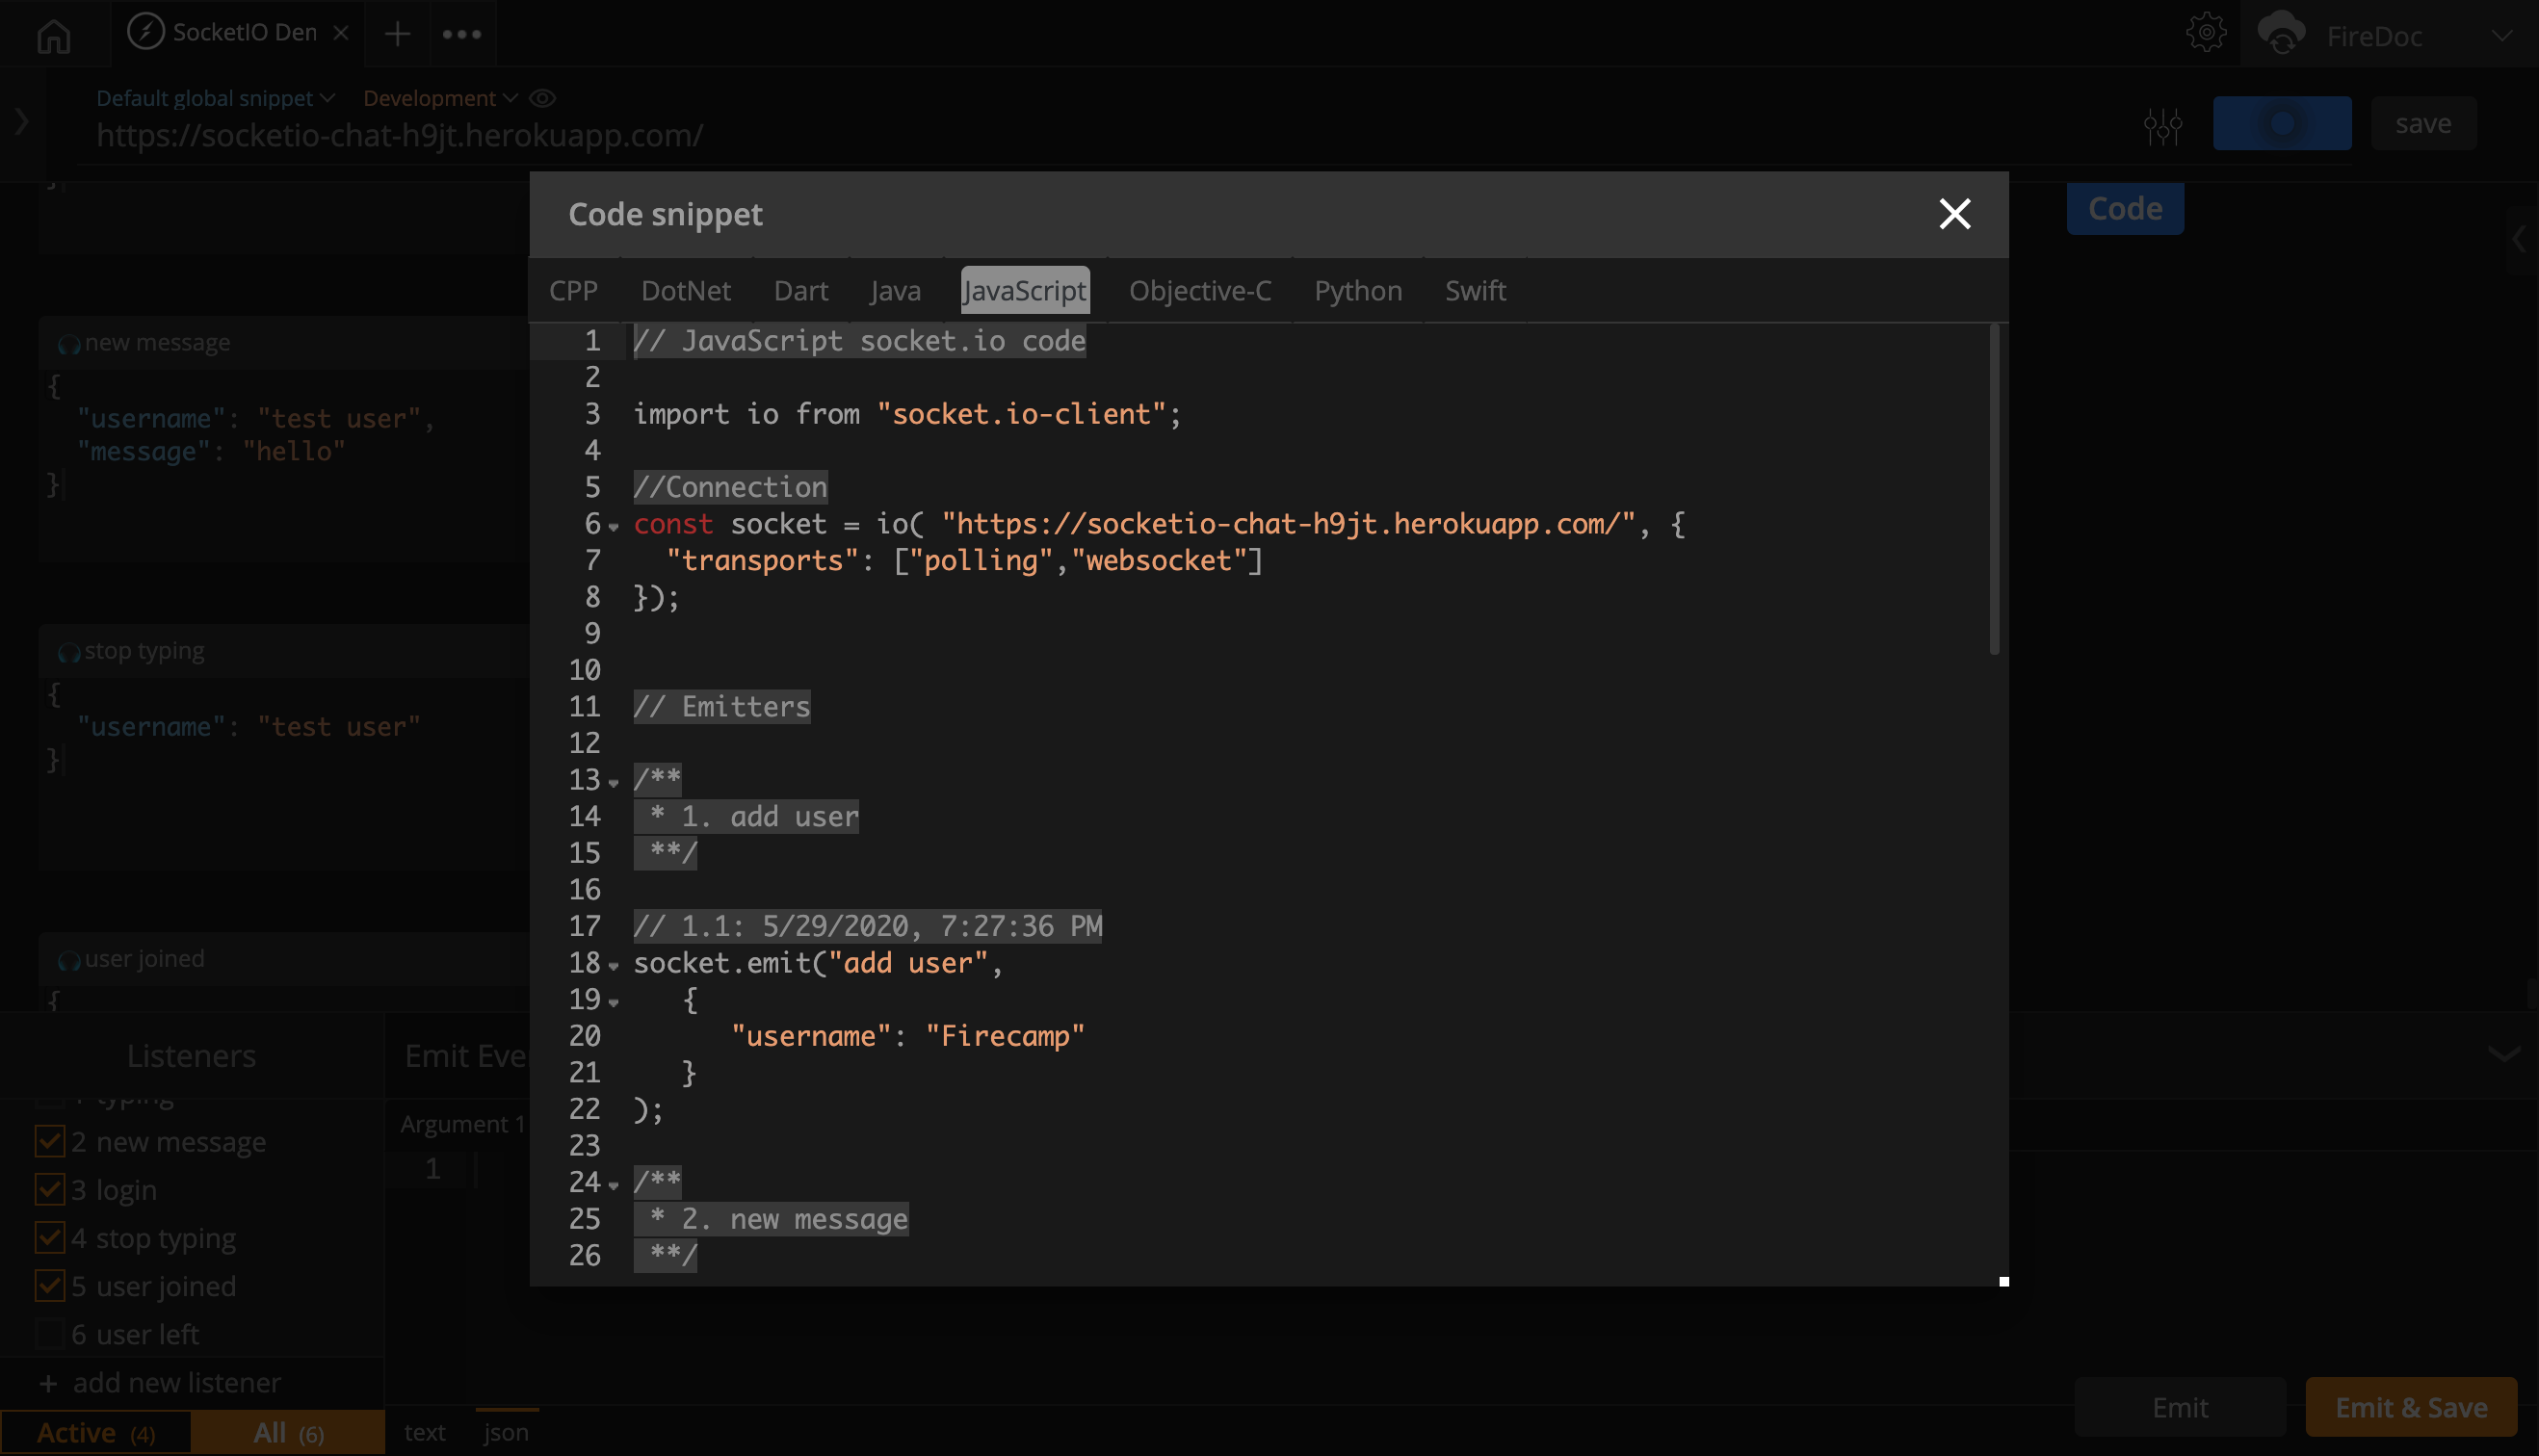 SocketIO Den
FireDoc
Default global snippet
Development
https://socketio-chat-h9jt.herokuapp.com/
save
Code
}
new message
{
"username": "test user",
"message": "hello"
}
stop typing
{
"username": "test user"
}
user joined
{
Code snippet
CPP DotNet Dart Java JavaScript Objective-C Python Swift
1 // JavaScript socket.io code
2
3 import io from "socket.io-client";
4
5 //Connection
6 const socket = io( "https://socketio-chat-h9jt.herokuapp.com/", {
7 "transports": ["polling","websocket"]
8 });
9
10
11 // Emitters
12
13 /**
14 * 1. add user
15 **/
16
17 // 1.1: 5/29/2020, 7:27:36 PM
18 socket.emit("add user",
19 {
20 "username": "Firecamp"
21 }
22 );
23
24 /**
25 * 2. new message
26 **/
Listeners
1 typing
2 new message
3 login
4 stop typing
5 user joined
6 user left
+ add new listener
Active (4) All (6)
Emit Eve
Argument 1
1
text json
Emit
Emit & Save